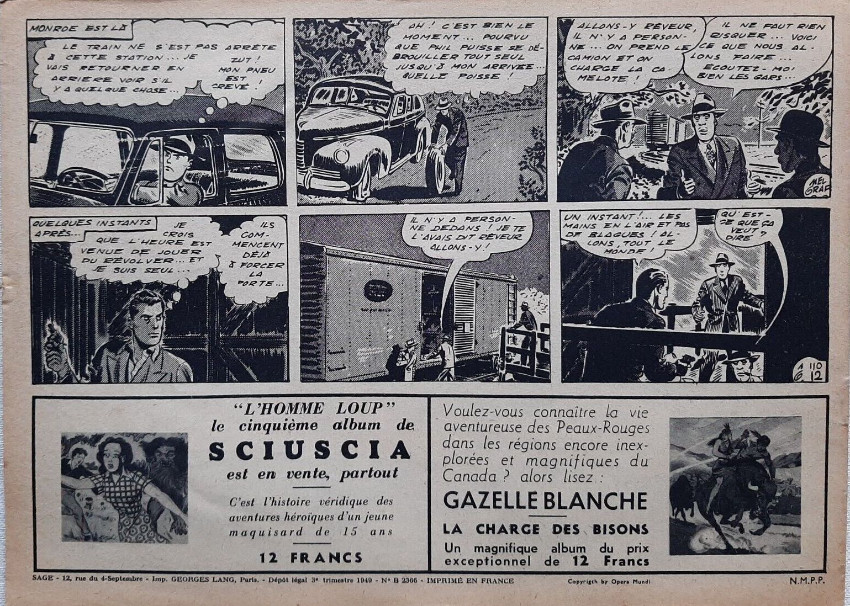 MONROE EST LÀ
LE TRAIN NE S'EST PAS ARRÊTÉ
À CETTE STATION... JE
VAIS RETOURNER EN
ARRIÈRE VOIR S'IL
Y A QUELQUE CHOSE...
ZUT!
MON PNEU
EST
CREVÉ!
AH! C'EST BIEN LE
MOMENT... POURVU
QUE PHIL PUISSE SE DÉ-
BROUILLER TOUT SEUL
JUSQU'À MON ARRIVÉE...
QUELLE POISSE!
ALLONS-Y RÊVEUR,
IL N'Y A PERSON-
NE... ON PREND LE
CAMION ET ON
CHARGE LA CA-
MELOTE!
IL NE FAUT RIEN
RISQUER... VOICI
CE QUE NOUS AL-
LONS FAIRE...
ÉCOUTEZ-MOI
BIEN LES GARS...
MEL
GRAFF
QUELQUES INSTANTS
APRÈS...
JE
CROIS
QUE L'HEURE EST
VENUE DE JOUER
DU RÉVOLVER... ET
JE SUIS SEUL...
ILS
COM-
MENCENT
DÉJÀ
À FORCER
LA
PORTE...
IL N'Y A PERSON-
NE DEDANS! JE TE
L'AVAIS DIT RÊVEUR
ALLONS-Y!
UN INSTANT!... LES
MAINS EN L'AIR ET PAS
DE BLAGUES! AL-
LONS, TOUT LE
MONDE!
QU'EST-
CE QUE ÇA
VEUT
DIRE?
110
12
"L'HOMME LOUP"
le cinquième album de
SCIUSCIA
est en vente, partout
C'est l'histoire véridique des
aventures héroïques d'un jeune
maquisard de 15 ans
12 FRANCS
Voulez-vous connaître la vie
aventureuse des Peaux-Rouges
dans les régions encore inex-
plorées et magnifiques du
Canada ? alors lisez :
GAZELLE BLANCHE
LA CHARGE DES BISONS
Un magnifique album du prix
exceptionnel de 12 Francs
SAGE - 12, rue du 4-Septembre - Imp. GEORGES LANG, Paris. - Dépôt légal 3e trimestre 1949 - N° B 2366 - IMPRIMÉ EN FRANCE
Copyrigth by Opera Mundi
N.M.P.P.